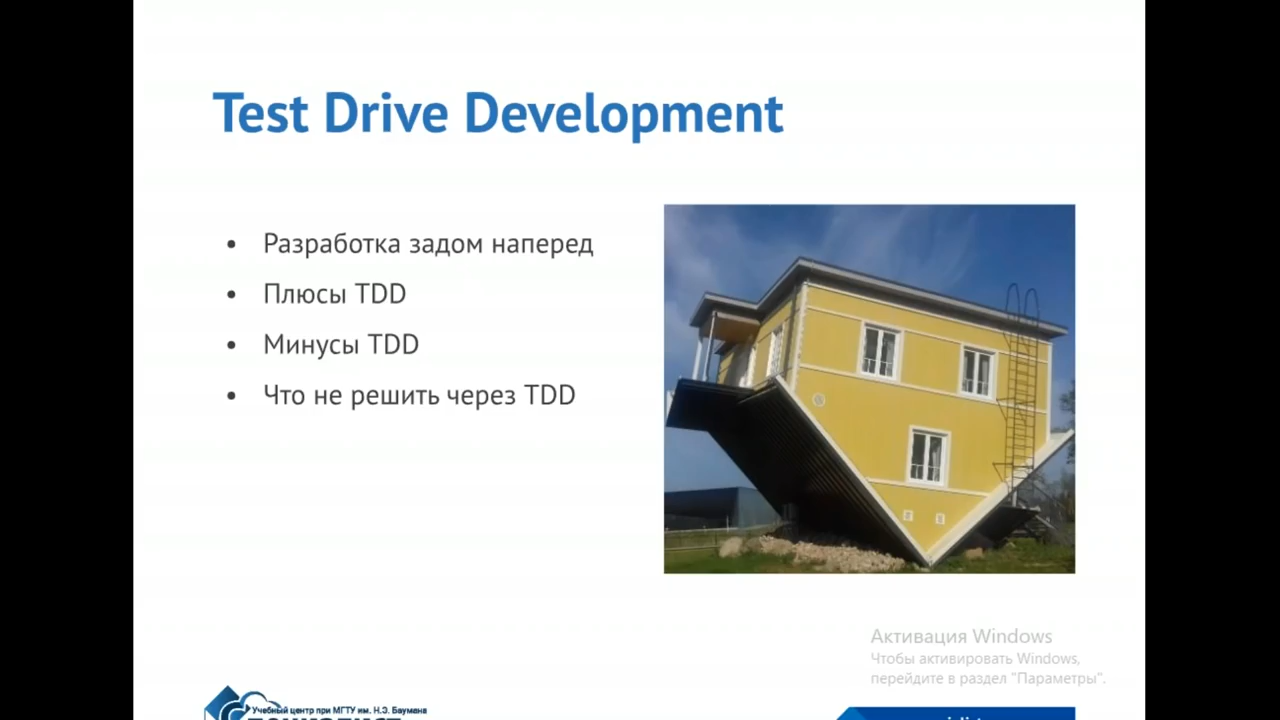 Test Drive Development
• Разработка задом наперед
• Плюсы TDD
• Минусы TDD
• Что не решить через TDD
Активация Windows
Чтобы активировать Windows,
перейдите в раздел "Параметры".
Учебный центр при МГТУ им. Н.Э. Баумана